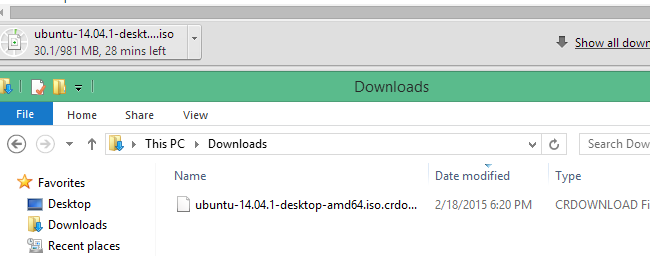 ubuntu-14.04.1-deskt....iso
30.1/981 MB, 28 mins left
Show all down
Downloads
File Home Share View
This PC Downloads
Search Dow
Favorites
Desktop
Downloads
Recent places
Name Date modified Type
ubuntu-14.04.1-desktop-amd64.iso.crdo... 2/18/2015 6:20 PM CRDOWNLOAD Fi